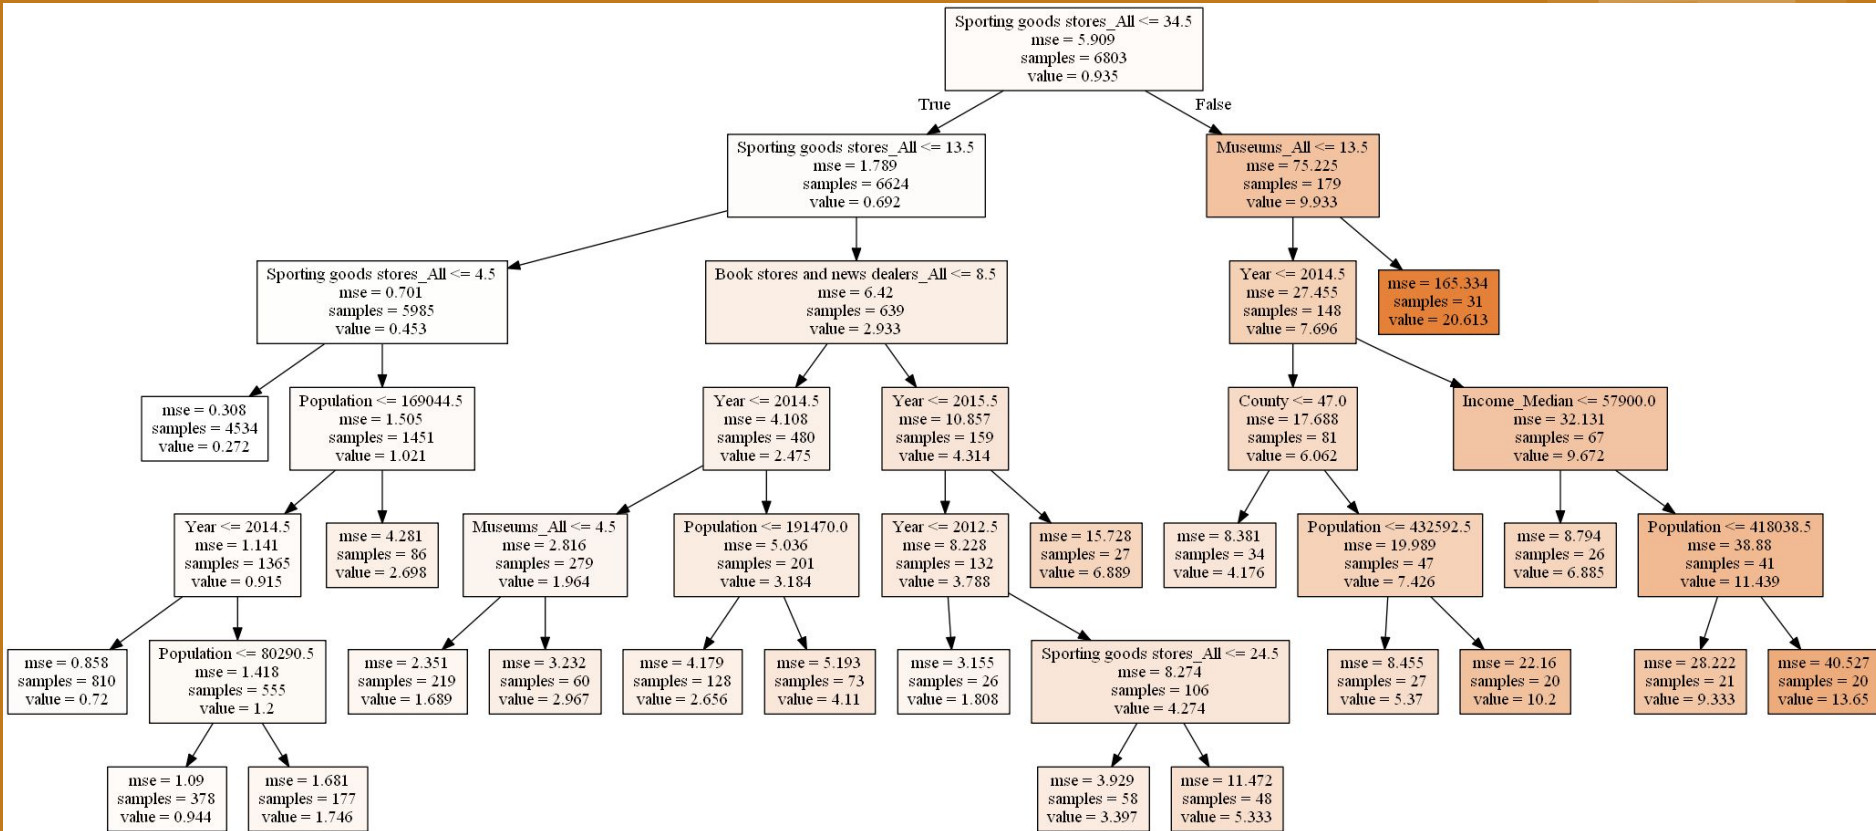 Sporting goods stores_All <= 34.5
mse = 5.909
samples = 6803
value = 0.935
True
False
Sporting goods stores_All <= 13.5
mse = 1.789
samples = 6624
value = 0.692
Museums_All <= 13.5
mse = 75.225
samples = 179
value = 9.933
Sporting goods stores_All <= 4.5
mse = 0.701
samples = 5985
value = 0.453
Book stores and news dealers_All <= 8.5
mse = 6.42
samples = 639
value = 2.933
Year <= 2014.5
mse = 27.455
samples = 148
value = 7.696
mse = 165.334
samples = 31
value = 20.613
mse = 0.308
samples = 4534
value = 0.272
Population <= 169044.5
mse = 1.505
samples = 1451
value = 1.021
Year <= 2014.5
mse = 4.108
samples = 480
value = 2.475
Year <= 2015.5
mse = 10.857
samples = 159
value = 4.314
County <= 47.0
mse = 17.688
samples = 81
value = 6.062
Income_Median <= 57900.0
mse = 32.131
samples = 67
value = 9.672
Year <= 2014.5
mse = 1.141
samples = 1365
value = 0.915
mse = 4.281
samples = 86
value = 2.698
Museums_All <= 4.5
mse = 2.816
samples = 279
value = 1.964
Population <= 191470.0
mse = 5.036
samples = 201
value = 3.184
Year <= 2012.5
mse = 8.228
samples = 132
value = 3.788
mse = 15.728
samples = 27
value = 6.889
mse = 8.381
samples = 34
value = 4.176
Population <= 432592.5
mse = 19.989
samples = 47
value = 7.426
mse = 8.794
samples = 26
value = 6.885
Population <= 418038.5
mse = 38.88
samples = 41
value = 11.439
mse = 0.858
samples = 810
value = 0.72
Population <= 80290.5
mse = 1.418
samples = 555
value = 1.2
mse = 2.351
samples = 219
value = 1.689
mse = 3.232
samples = 60
value = 2.967
mse = 4.179
samples = 128
value = 2.656
mse = 5.193
samples = 73
value = 4.11
mse = 3.155
samples = 26
value = 1.808
Sporting goods stores_All <= 24.5
mse = 8.274
samples = 106
value = 4.274
mse = 8.455
samples = 27
value = 5.37
mse = 22.16
samples = 20
value = 10.2
mse = 28.222
samples = 21
value = 9.333
mse = 40.527
samples = 20
value = 13.65
mse = 1.09
samples = 378
value = 0.944
mse = 1.681
samples = 177
value = 1.746
mse = 3.929
samples = 58
value = 3.397
mse = 11.472
samples = 48
value = 5.333